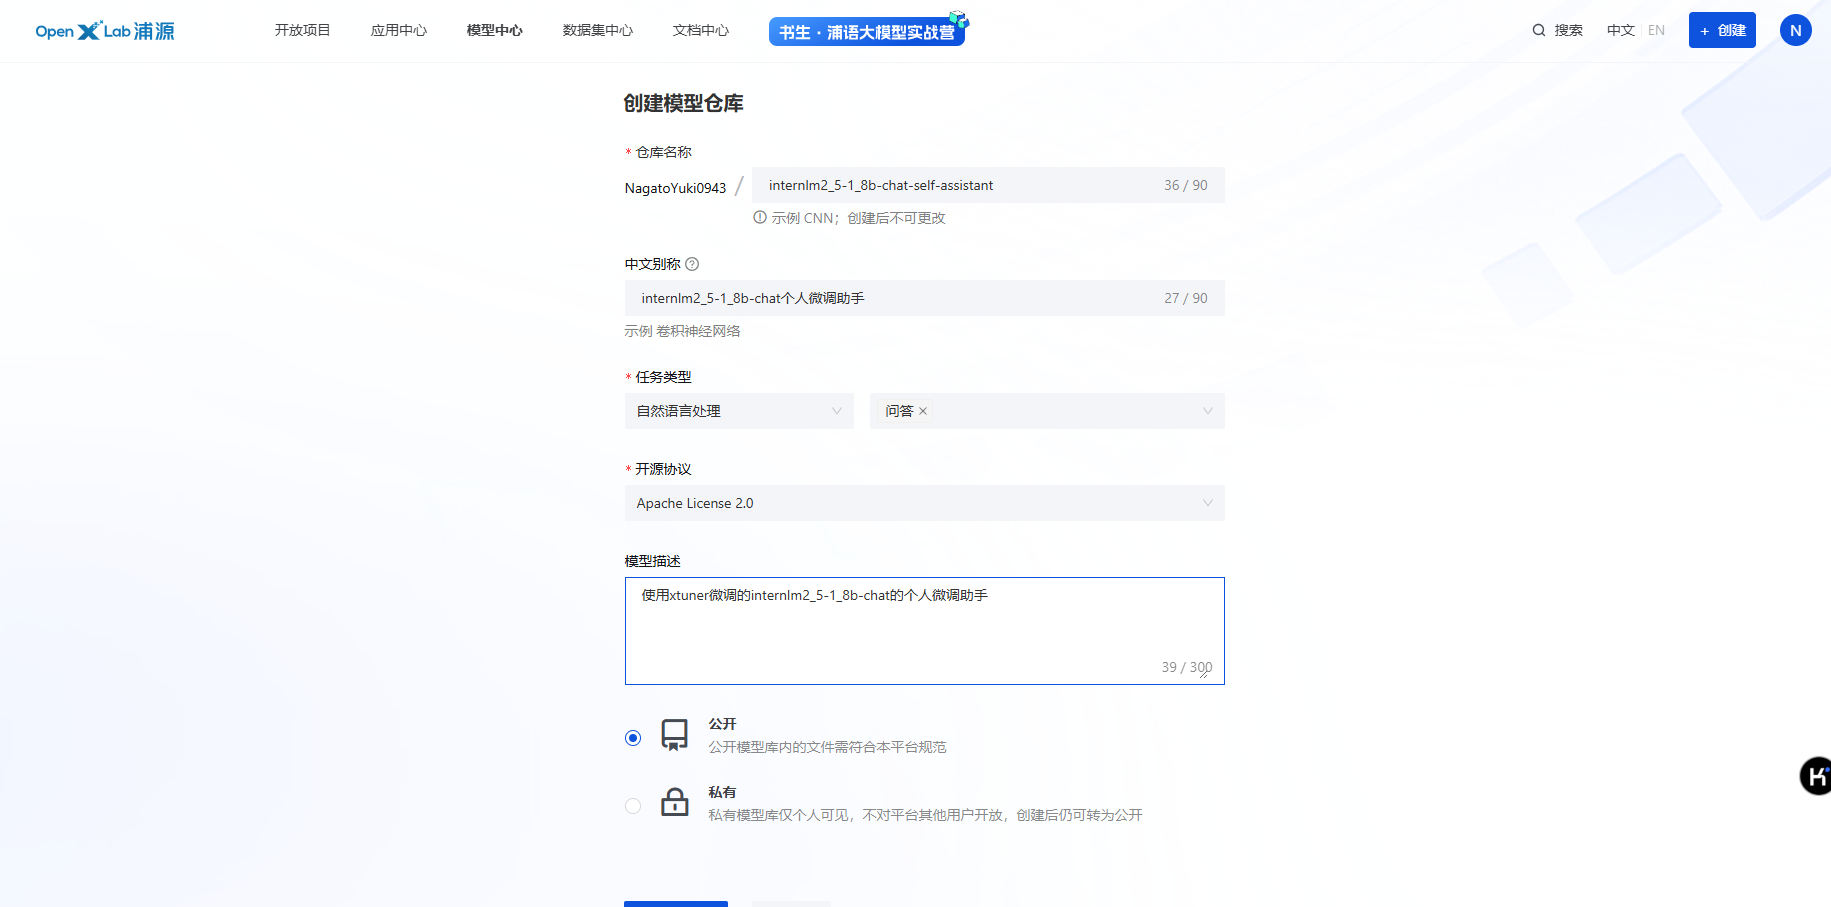 OpenXLab浦源
开放项目
应用中心
模型中心
数据集中心
文档中心
书生·浦语大模型实战营
搜索
中文 EN
+ 创建
N
创建模型仓库
* 仓库名称
NagatoYuki0943 / internlm2_5-1_8b-chat-self-assistant 36 / 90
示例 CNN；创建后不可更改
中文别称
internlm2_5-1_8b-chat个人微调助手 27 / 90
示例 卷积神经网络
* 任务类型
自然语言处理 问答 ×
* 开源协议
Apache License 2.0
模型描述
使用xtuner微调的internlm2_5-1_8b-chat的个人微调助手
39 / 300
公开
公开模型库内的文件需符合本平台规范
私有
私有模型库仅个人可见，不对平台其他用户开放，创建后仍可转为公开
K